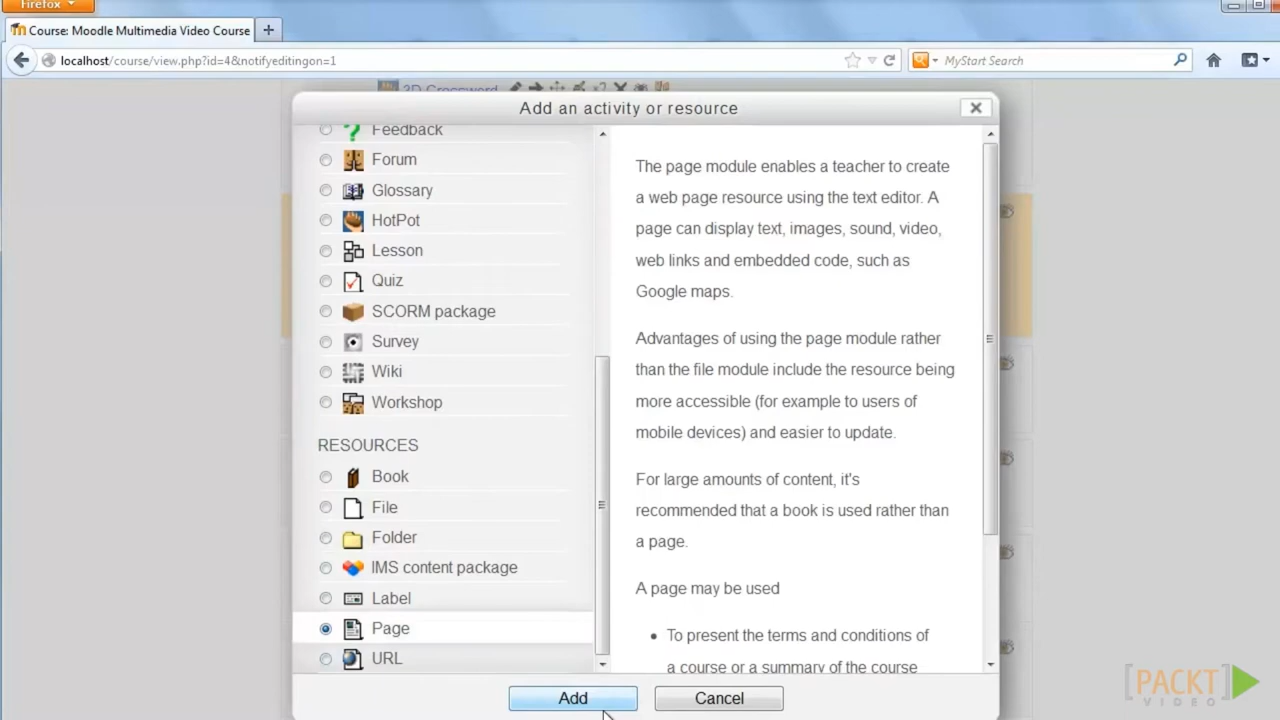 Firefox
Course: Moodle Multimedia Video Course
localhost/course/view.php?id=4&notifyeditingon=1
MyStart Search
3D Crossword
Add an activity or resource
Feedback
Forum
Glossary
HotPot
Lesson
Quiz
SCORM package
Survey
Wiki
Workshop
RESOURCES
Book
File
Folder
IMS content package
Label
Page
URL
The page module enables a teacher to create
a web page resource using the text editor. A
page can display text, images, sound, video,
web links and embedded code, such as
Google maps.
Advantages of using the page module rather
than the file module include the resource being
more accessible (for example to users of
mobile devices) and easier to update.
For large amounts of content, it's
recommended that a book is used rather than
a page.
A page may be used
• To present the terms and conditions of
a course or a summary of the course
Add
Cancel
[PACKT]
VIDEO